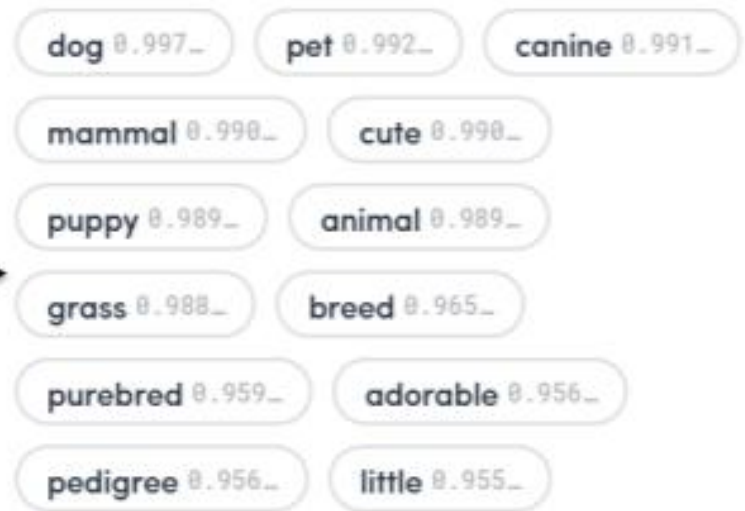 dog 0.997… pet 0.992… canine 0.991…
mammal 0.990… cute 0.990…
puppy 0.989… animal 0.989…
grass 0.988… breed 0.965…
purebred 0.959… adorable 0.956…
pedigree 0.956… little 0.955…